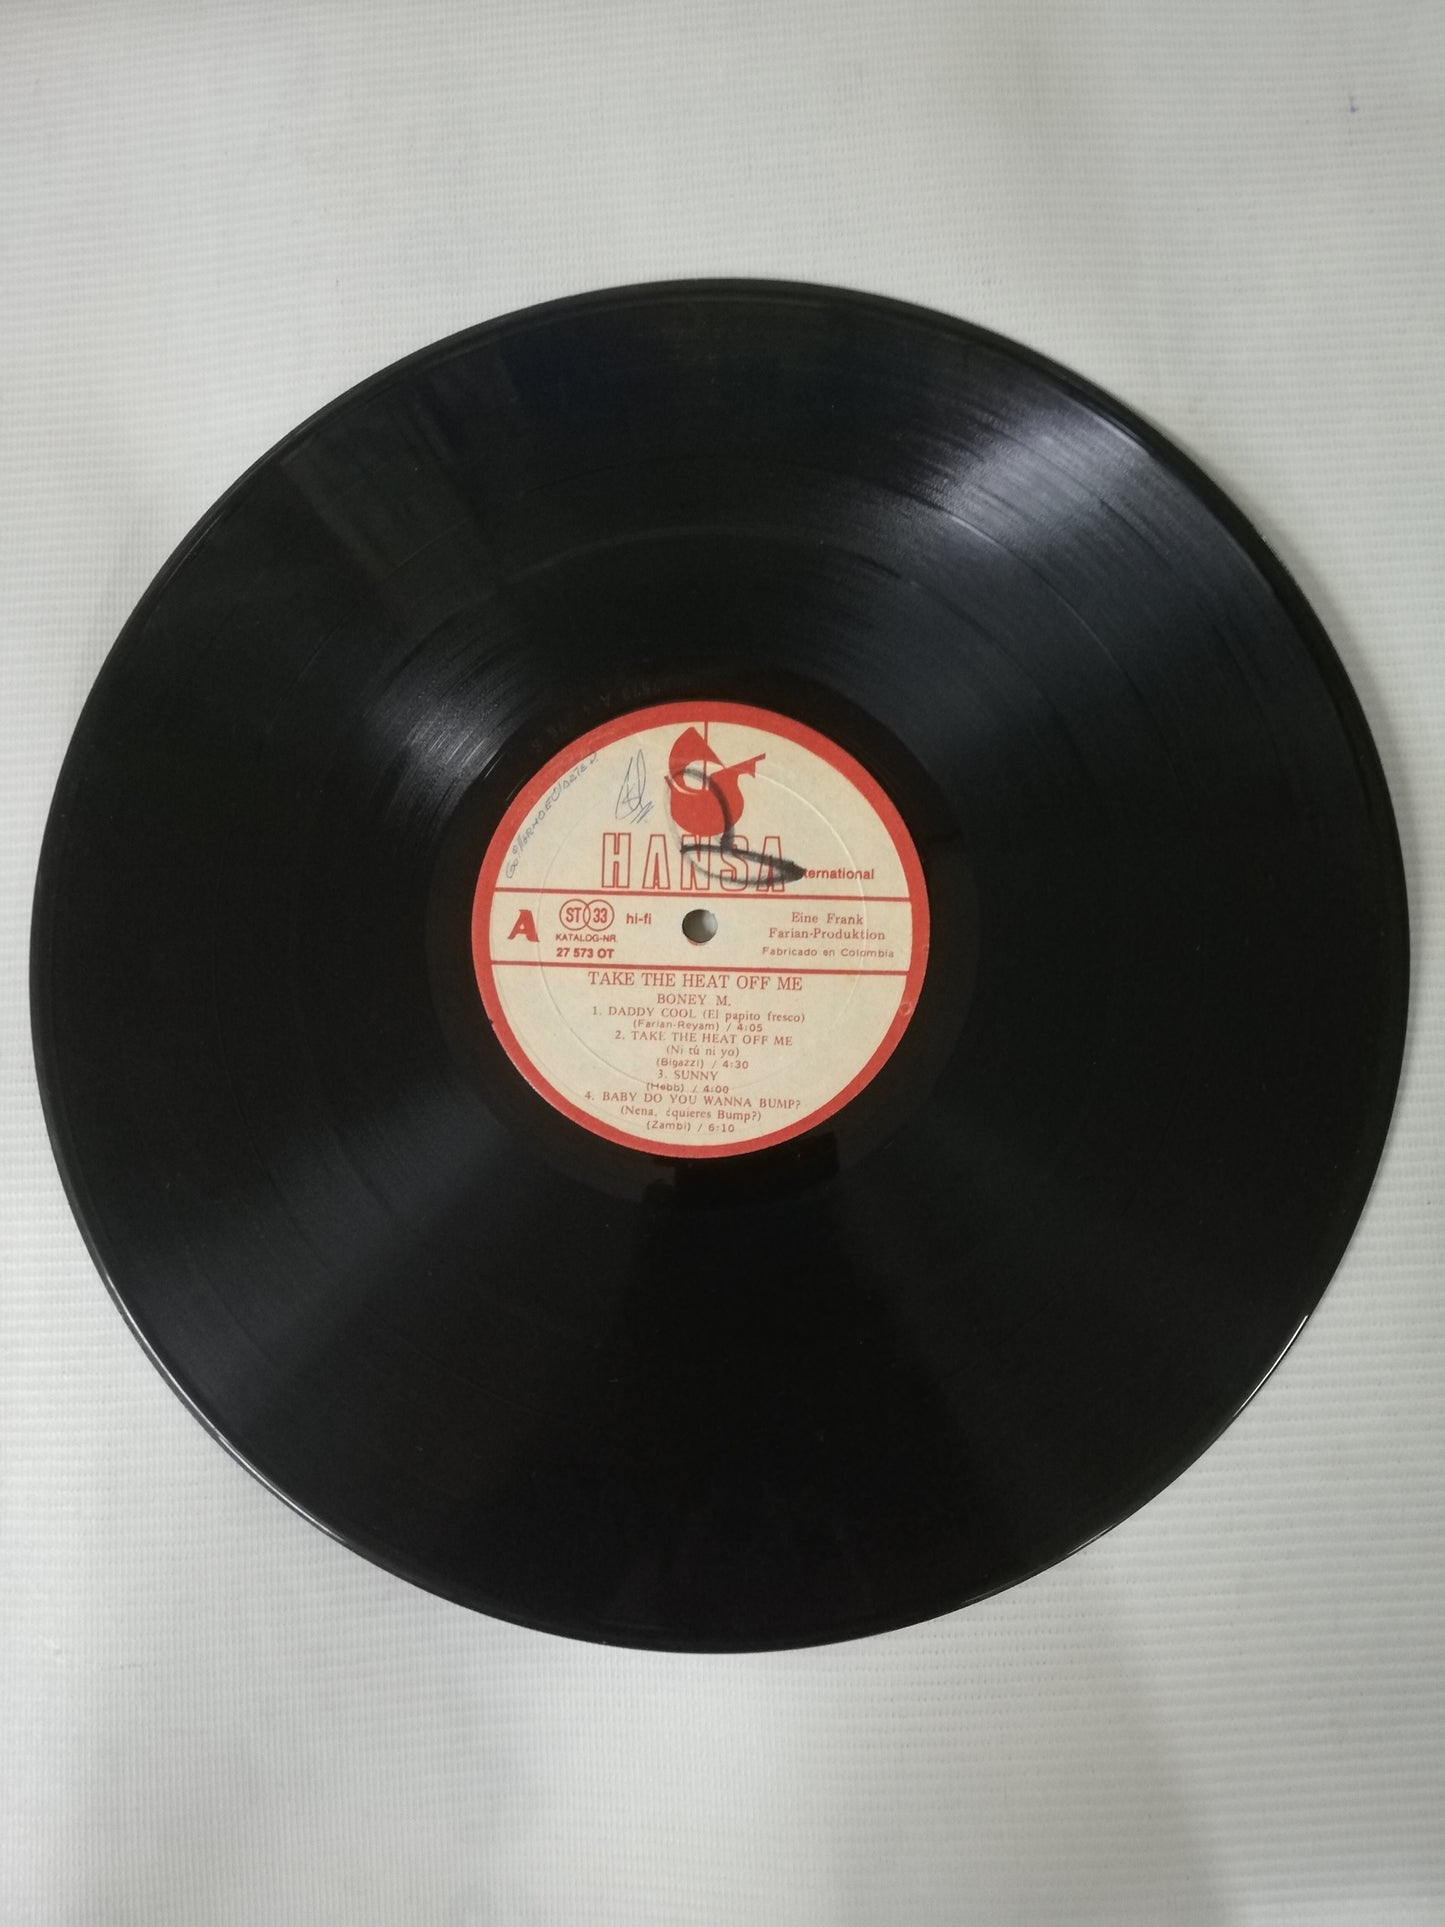 HANSA
International
A
ST 33
hi-fi
KATALOG-NR.
27 573 OT
Eine Frank
Farian-Produktion
Fabricado en Colombia
TAKE THE HEAT OFF ME
BONEY M.
1. DADDY COOL (El papito fresco)
(Farian-Reyam) / 4:05
2. TAKE THE HEAT OFF ME
(Ni tú ni yo)
(Bigazzi) / 4:30
3. SUNNY
(Hebb) / 4:00
4. BABY DO YOU WANNA BUMP?
(Nena, ¿quieres Bump?)
(Zambi) / 6:10